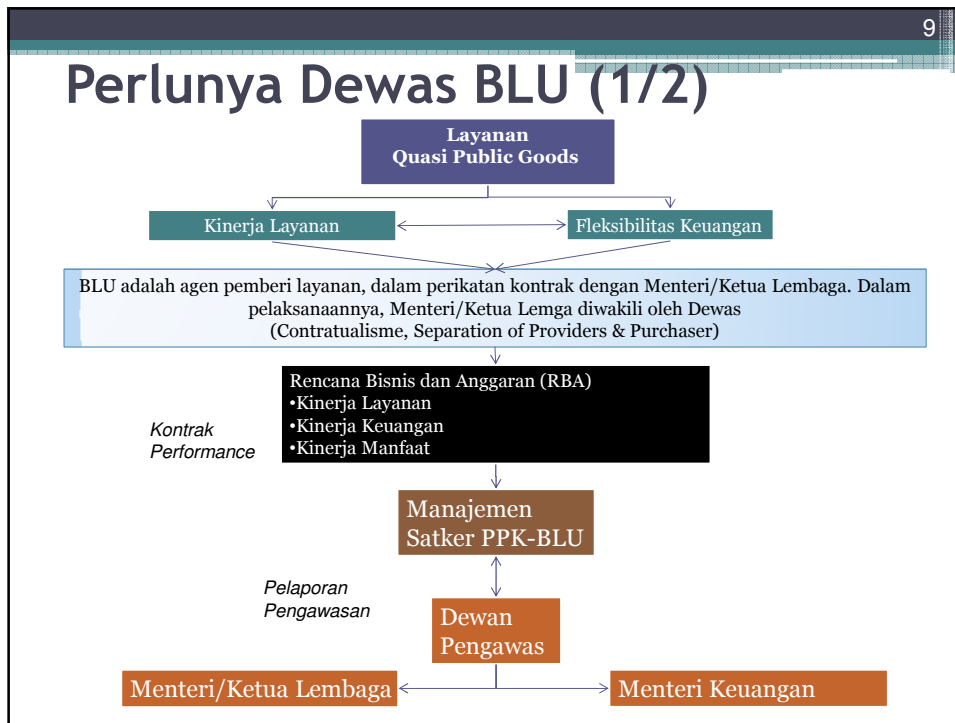 9
Perlunya Dewas BLU (1/2)
Layanan
Quasi Public Goods
Kinerja Layanan
Fleksibilitas Keuangan
BLU adalah agen pemberi layanan, dalam perikatan kontrak dengan Menteri/Ketua Lembaga. Dalam
pelaksanaannya, Menteri/Ketua Lemga diwakili oleh Dewas
(Contratualisme, Separation of Providers & Purchaser)
Rencana Bisnis dan Anggaran (RBA)
•Kinerja Layanan
•Kinerja Keuangan
•Kinerja Manfaat
Kontrak
Performance
Manajemen
Satker PPK-BLU
Pelaporan
Pengawasan
Dewan
Pengawas
Menteri/Ketua Lembaga
Menteri Keuangan